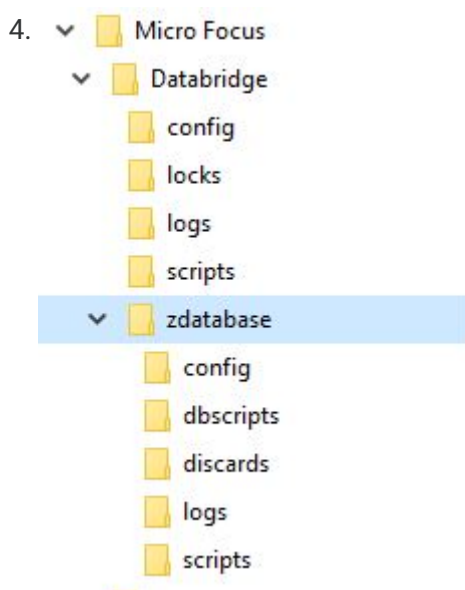 4. Micro Focus
Databridge
config
locks
logs
scripts
zdatabase
config
dbscripts
discards
logs
scripts